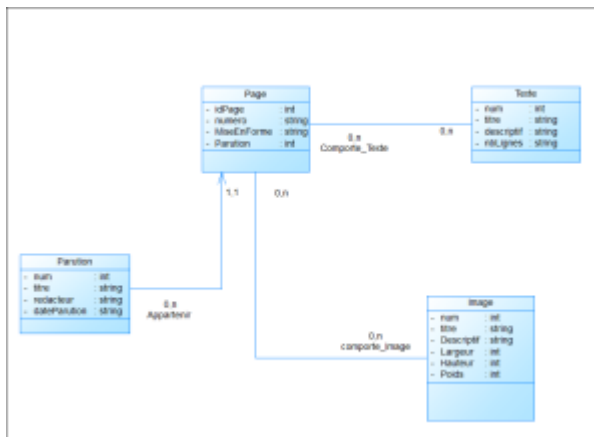 Page
- idPage : int
- numero : string
- MiseEnForme : string
- Parution : int
Texte
- num : int
- titre : string
- descriptif : string
- nbLignes : string
0,n
Comporte_Texte
0,n
1,1
0,n
Parution
- num : int
- titre : string
- redacteur : string
- dateParution : string
0,n
Appartenir
Image
- num : int
- titre : string
- Descriptif : string
- Largeur : int
- Hauteur : int
- Poids : int
0,n
comporte_image